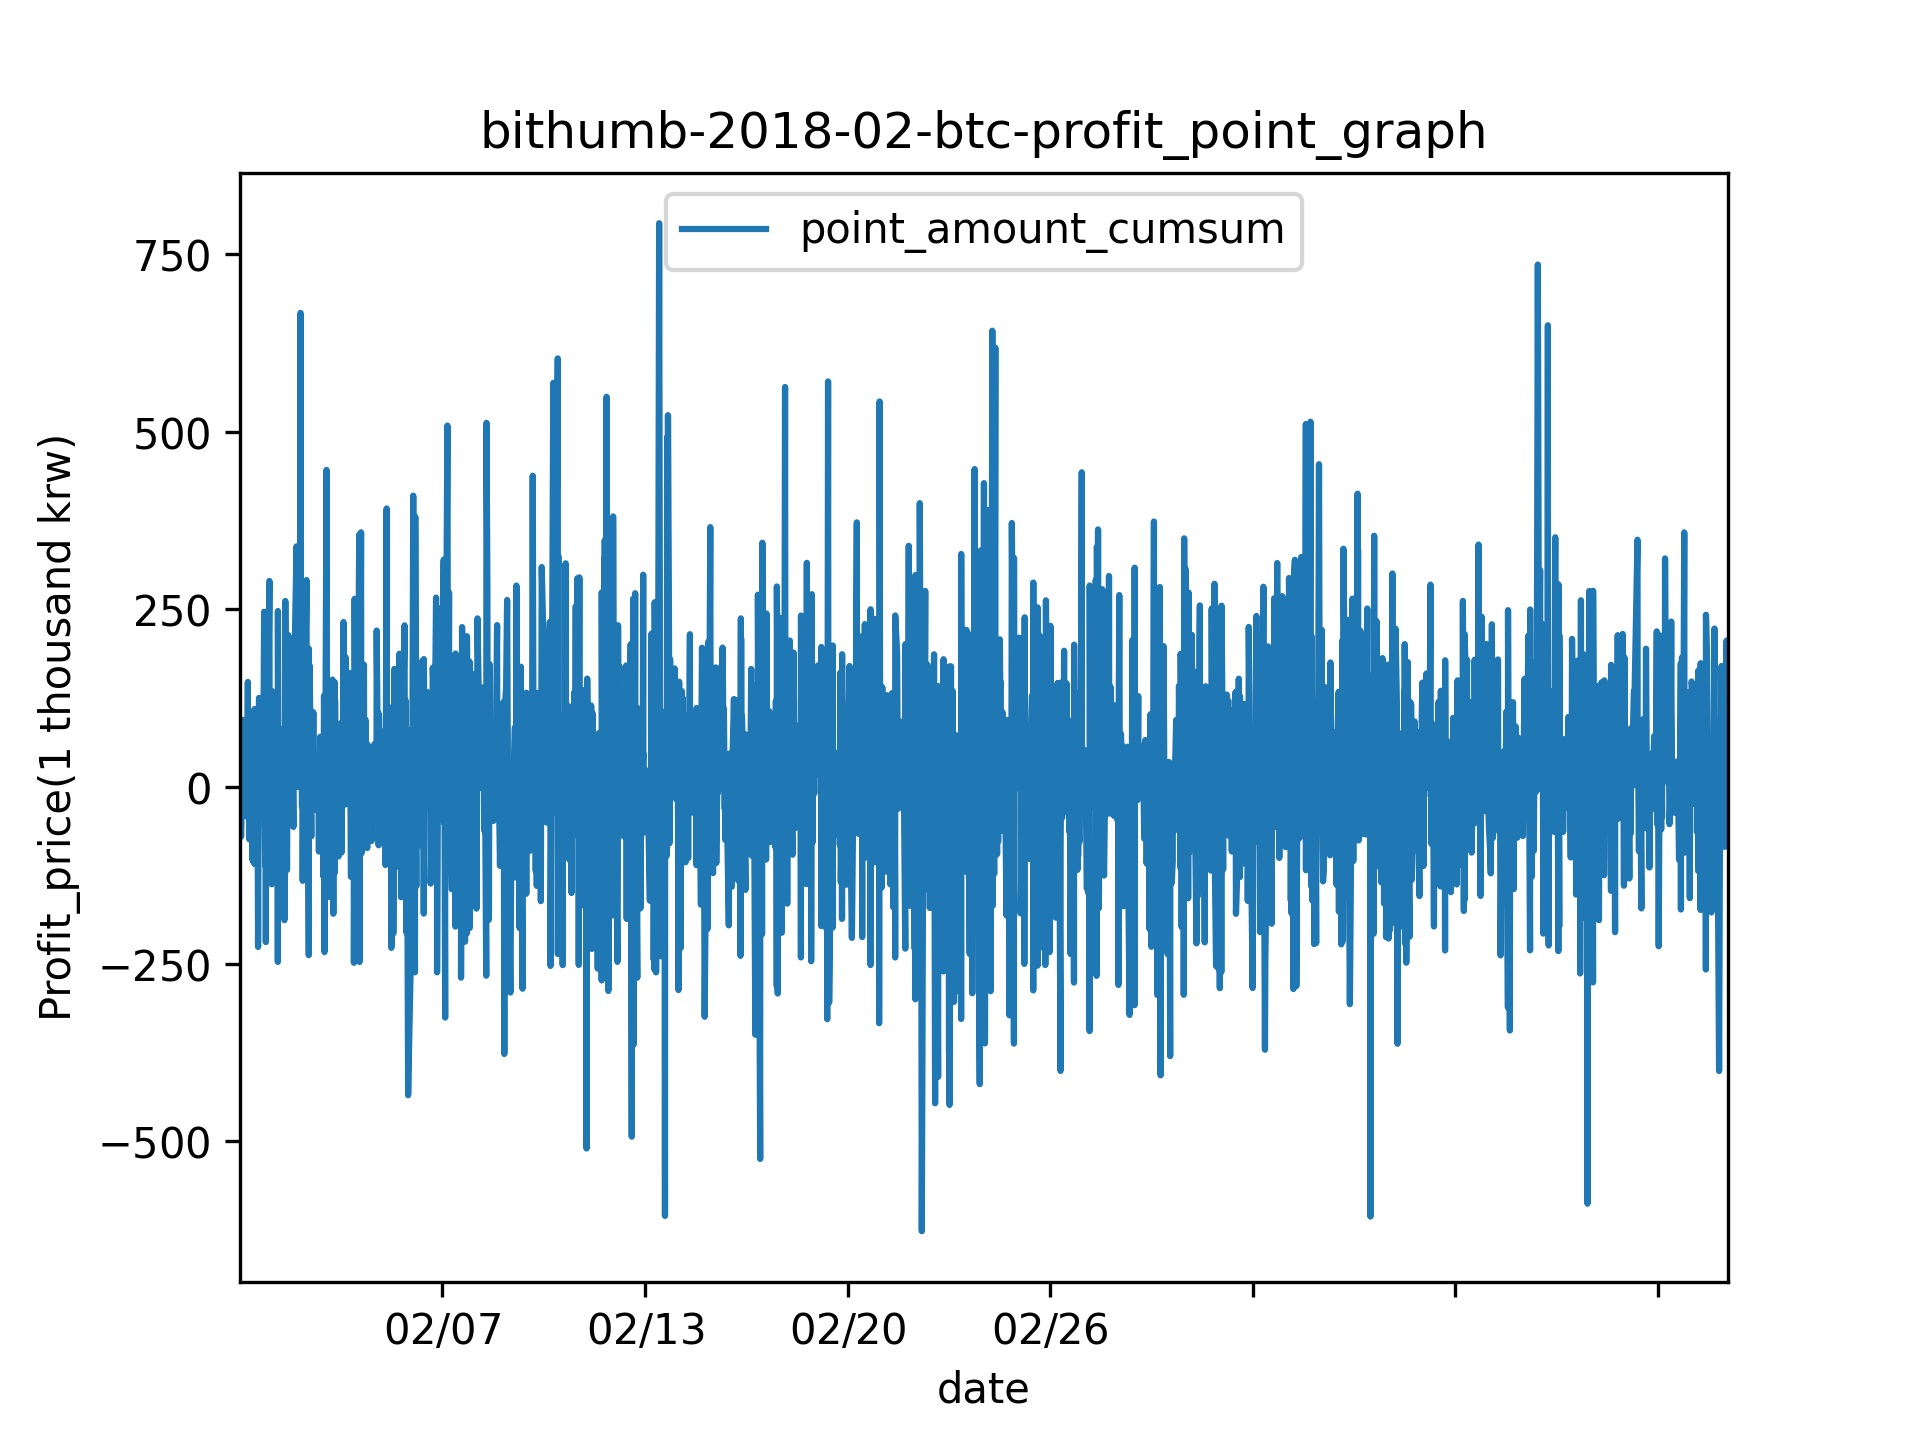 bithumb-2018-02-btc-profit_point_graph
point_amount_cumsum
750
500
250
0
−250
−500
Profit_price(1 thousand krw)
02/07 02/13 02/20 02/26
date